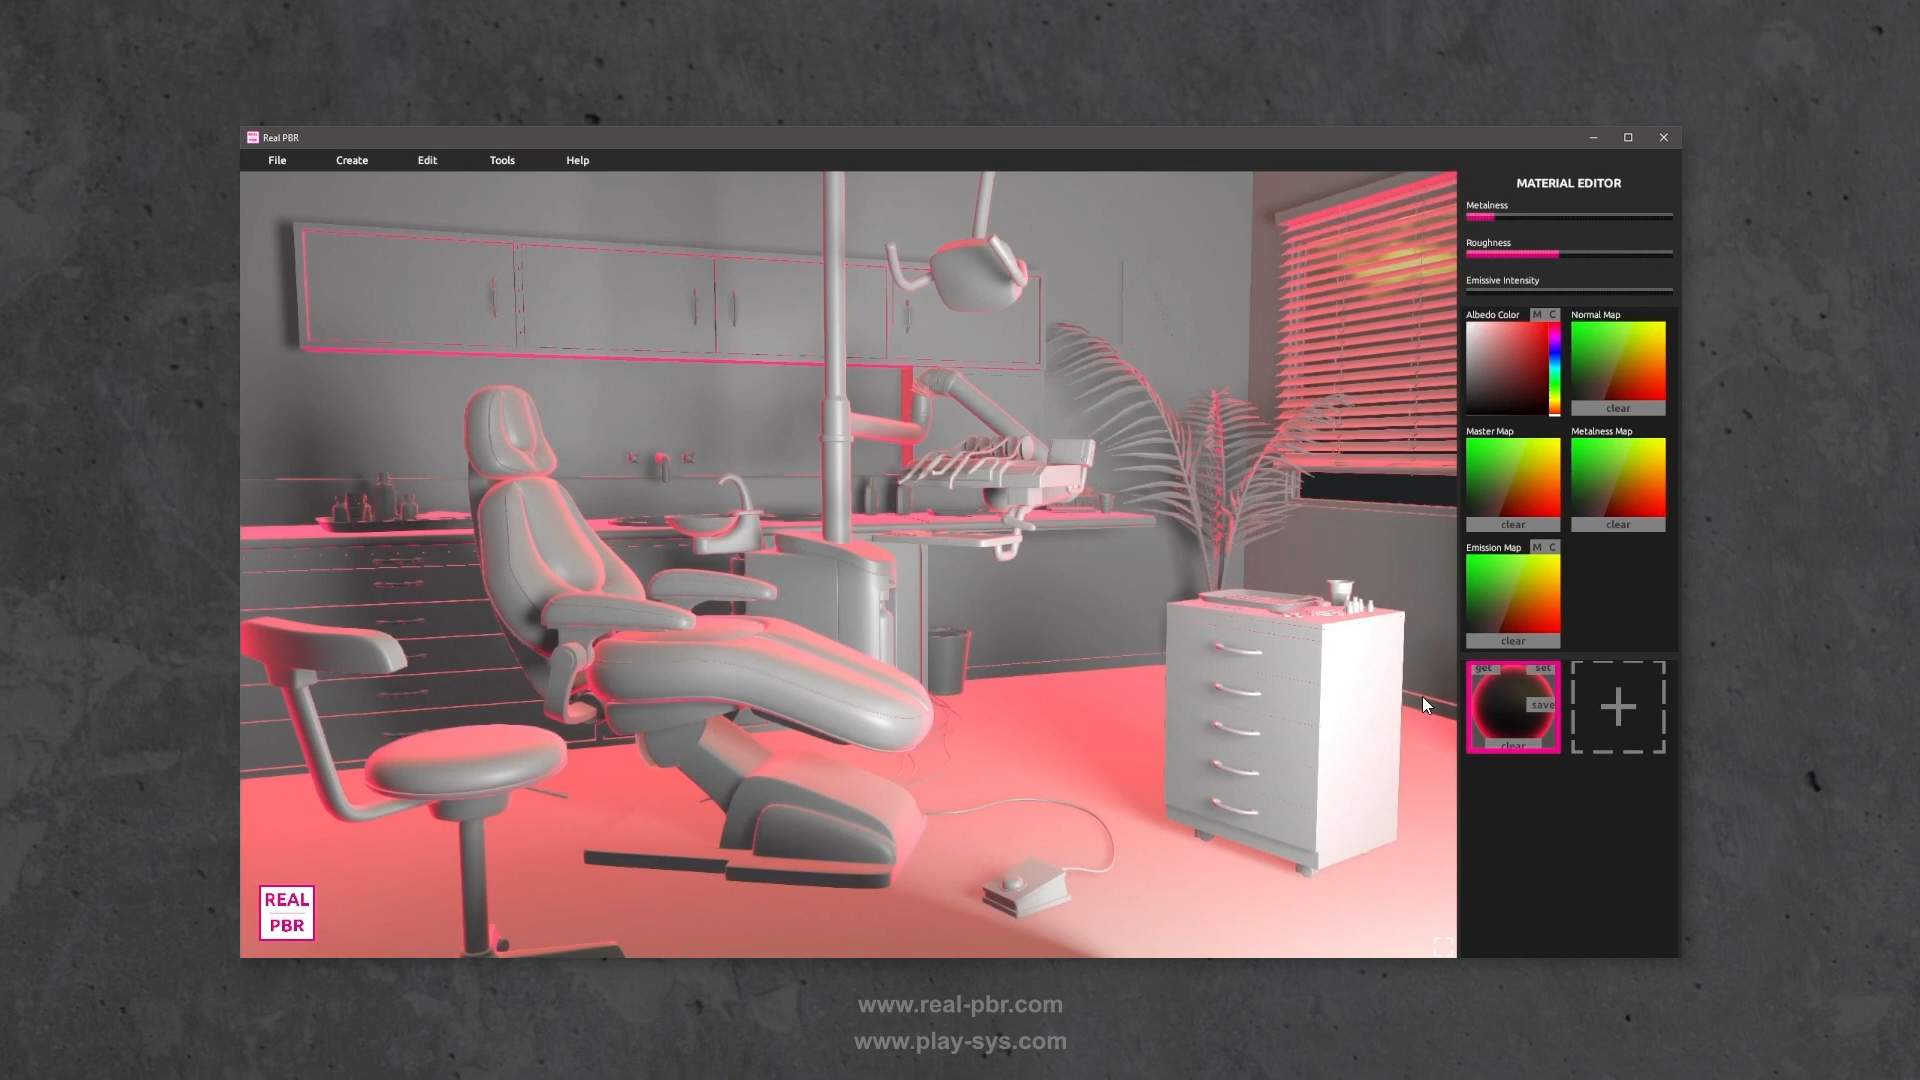 Real PBR
File Create Edit Tools Help
MATERIAL EDITOR
Metalness
Roughness
Emissive Intensity
Albedo Color M C Normal Map
clear
Master Map Metalness Map
clear clear
Emission Map M C
clear
get set
save
clear
REAL
PBR
www.real-pbr.com
www.play-sys.com